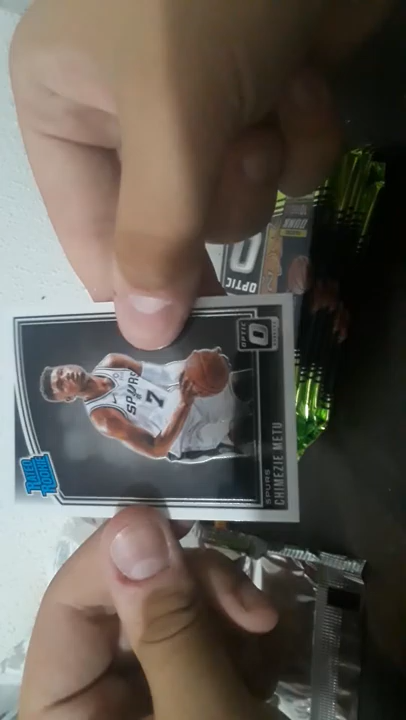 RATED
ROOKIE
SPURS
7
OPTIC
SPURS
CHIMEZIE METU
OPTIC